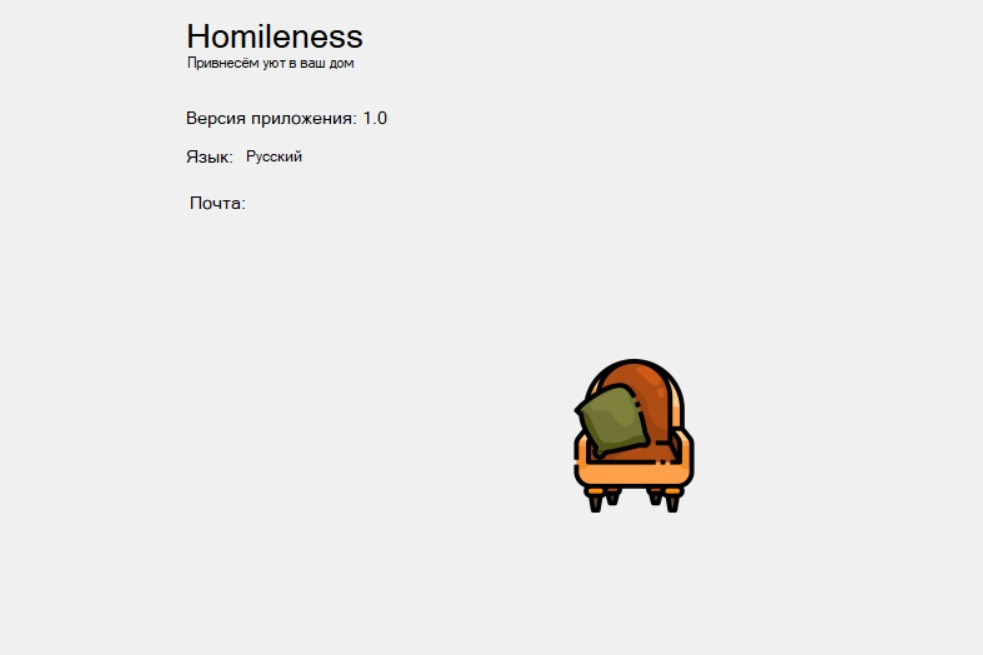 Homileness
Привнесём уют в ваш дом
Версия приложения: 1.0
Язык: Русский
Почта: